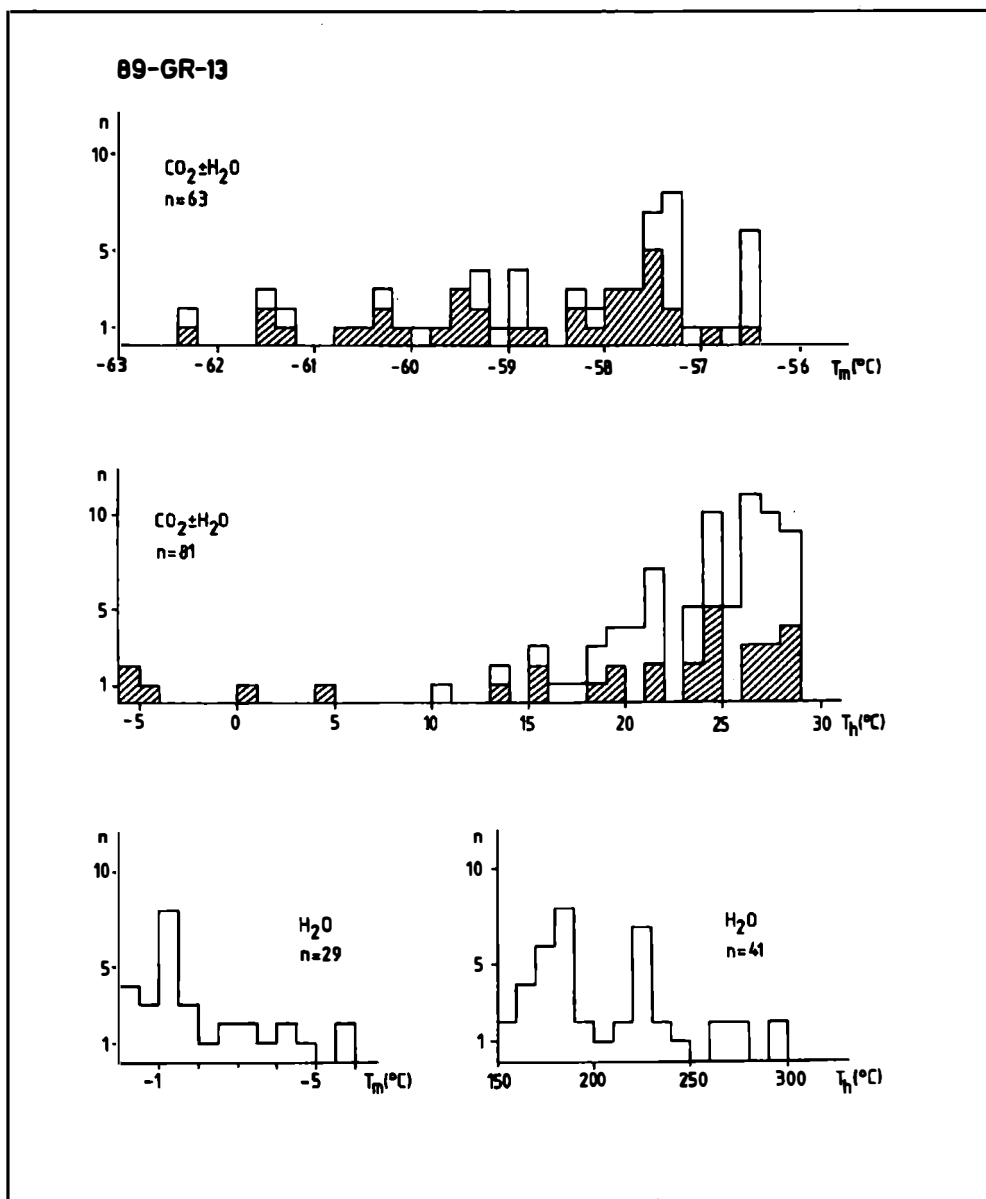 89-GR-13
n
10
CO₂±H₂O
n=63
5
1
-63 -62 -61 -60 -59 -58 -57 -56 Tm(°C)
n
10
CO₂±H₂O
n=81
5
1
-5 0 5 10 15 20 25 30 Th(°C)
n
10
H₂O
n=29
5
1
-1 -5 Tm(°C)
n
10
H₂O
n=41
5
1
150 200 250 300 Th(°C)